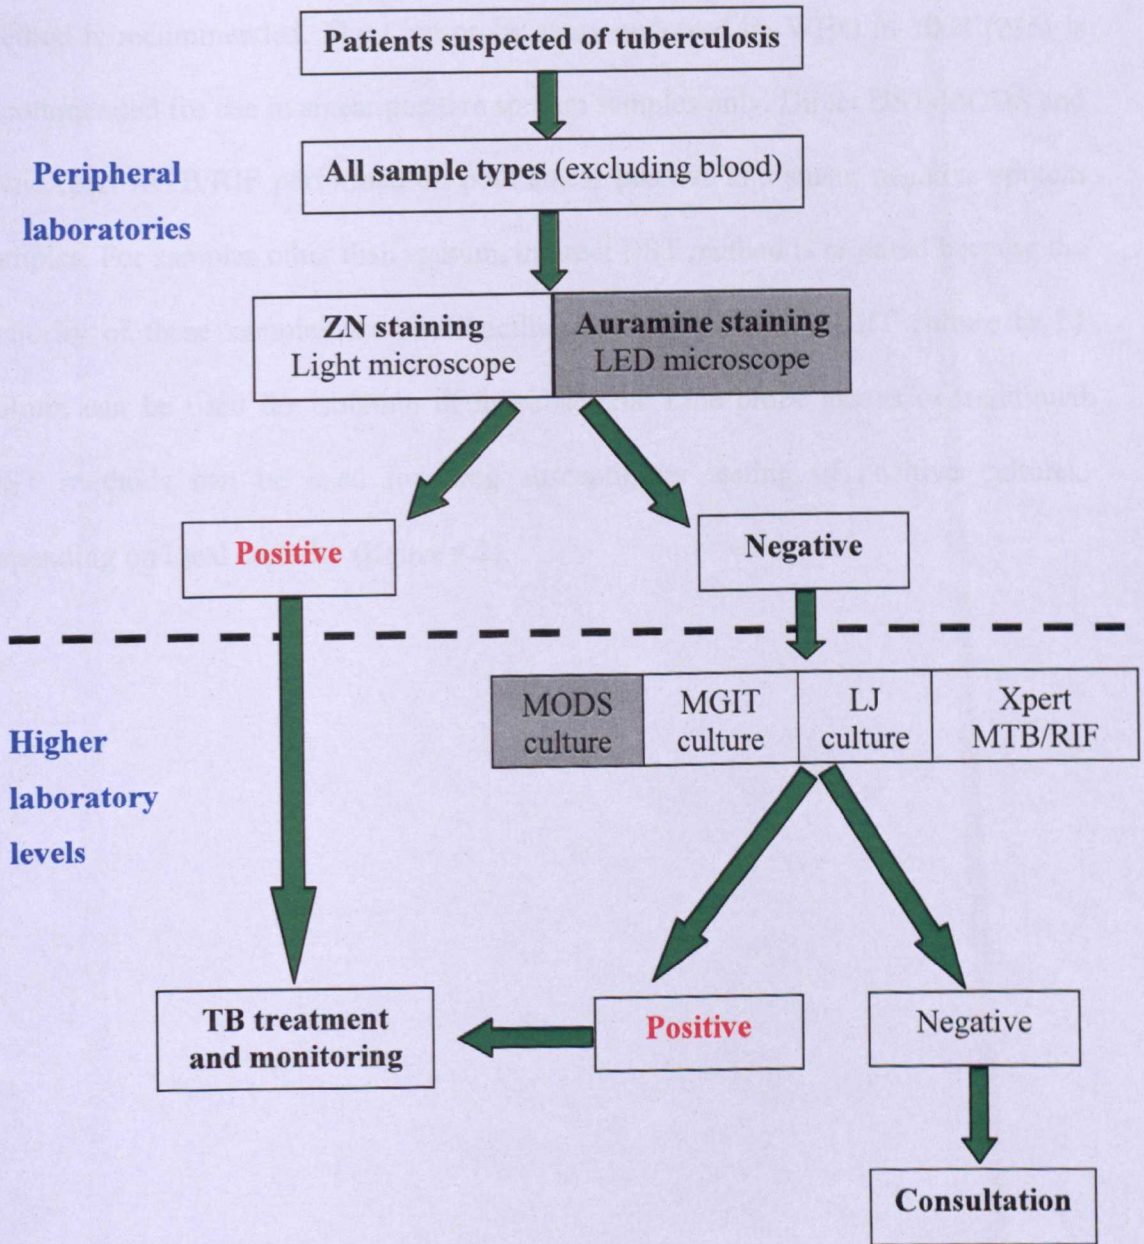 Patients suspected of tuberculosis
Peripheral
laboratories
All sample types (excluding blood)
ZN staining
Light microscope
Auramine staining
LED microscope
Positive
Negative
Higher
laboratory
levels
MODS
culture
MGIT
culture
LJ
culture
Xpert
MTB/RIF
TB treatment
and monitoring
Positive
Negative
Consultation